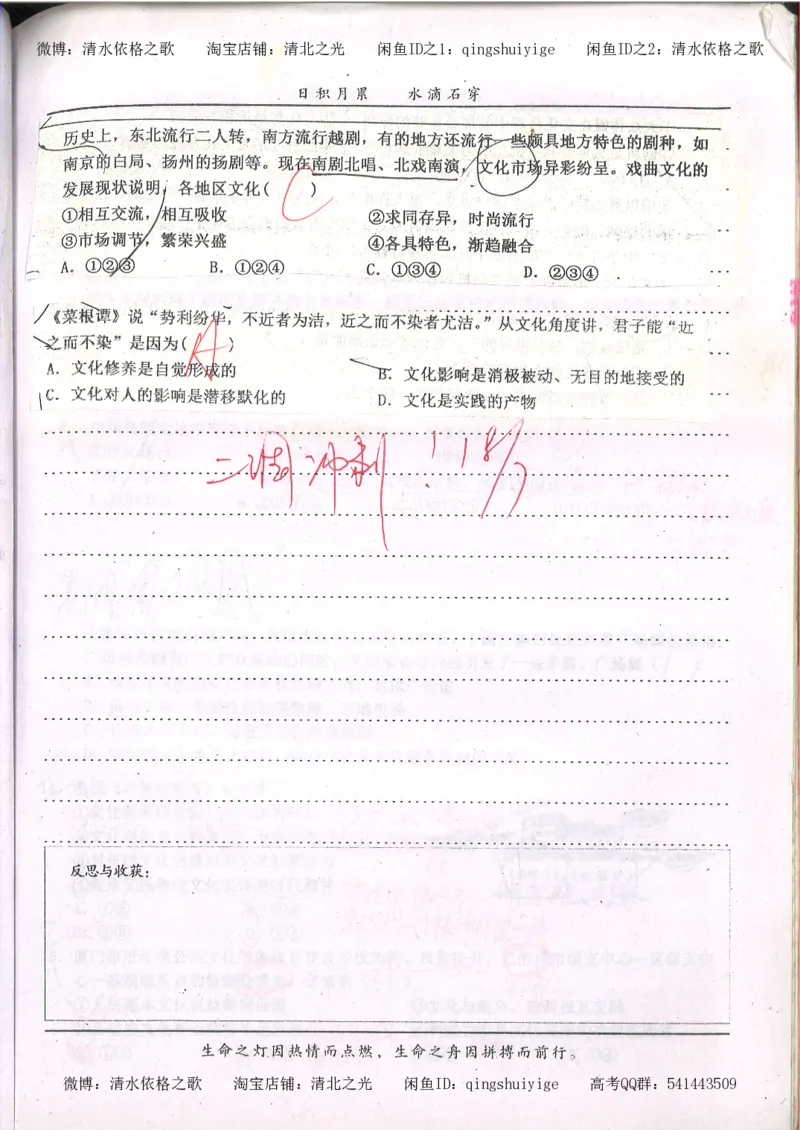 微博：清水依格之歌 淘宝店铺：清北之光 闲鱼ID之1：qingshuiyige 闲鱼ID之2：清水依格之歌
日积月累 水滴石穿
历史上，东北流行二人转，南方流行越剧，有的地方还流行一些颇具地方特色的剧种，如
南京的白局、扬州的扬剧等。现在南剧北唱、北戏南演，文化市场异彩纷呈。戏曲文化的
发展现状说明，各地区文化( C )
①相互交流，相互吸收 ②求同存异，时尚流行
③市场调节，繁荣兴盛 ④各具特色，渐趋融合
A. ①②③ B. ①②④ C. ①③④ D. ②③④
《菜根谭》说“势利纷华，不近者为洁，近之而不染者尤洁。”从文化角度讲，君子能“近
之而不染”是因为( A )
A. 文化修养是自觉形成的 B. 文化影响是消极被动、无目的地接受的
C. 文化对人的影响是潜移默化的 D. 文化是实践的产物
二调冲刺！18/7
反思与收获：
生命之灯因热情而点燃，生命之舟因拼搏而前行。
微博：清水依格之歌 淘宝店铺：清北之光 闲鱼ID：qingshuiyige 高考QQ群：541443509